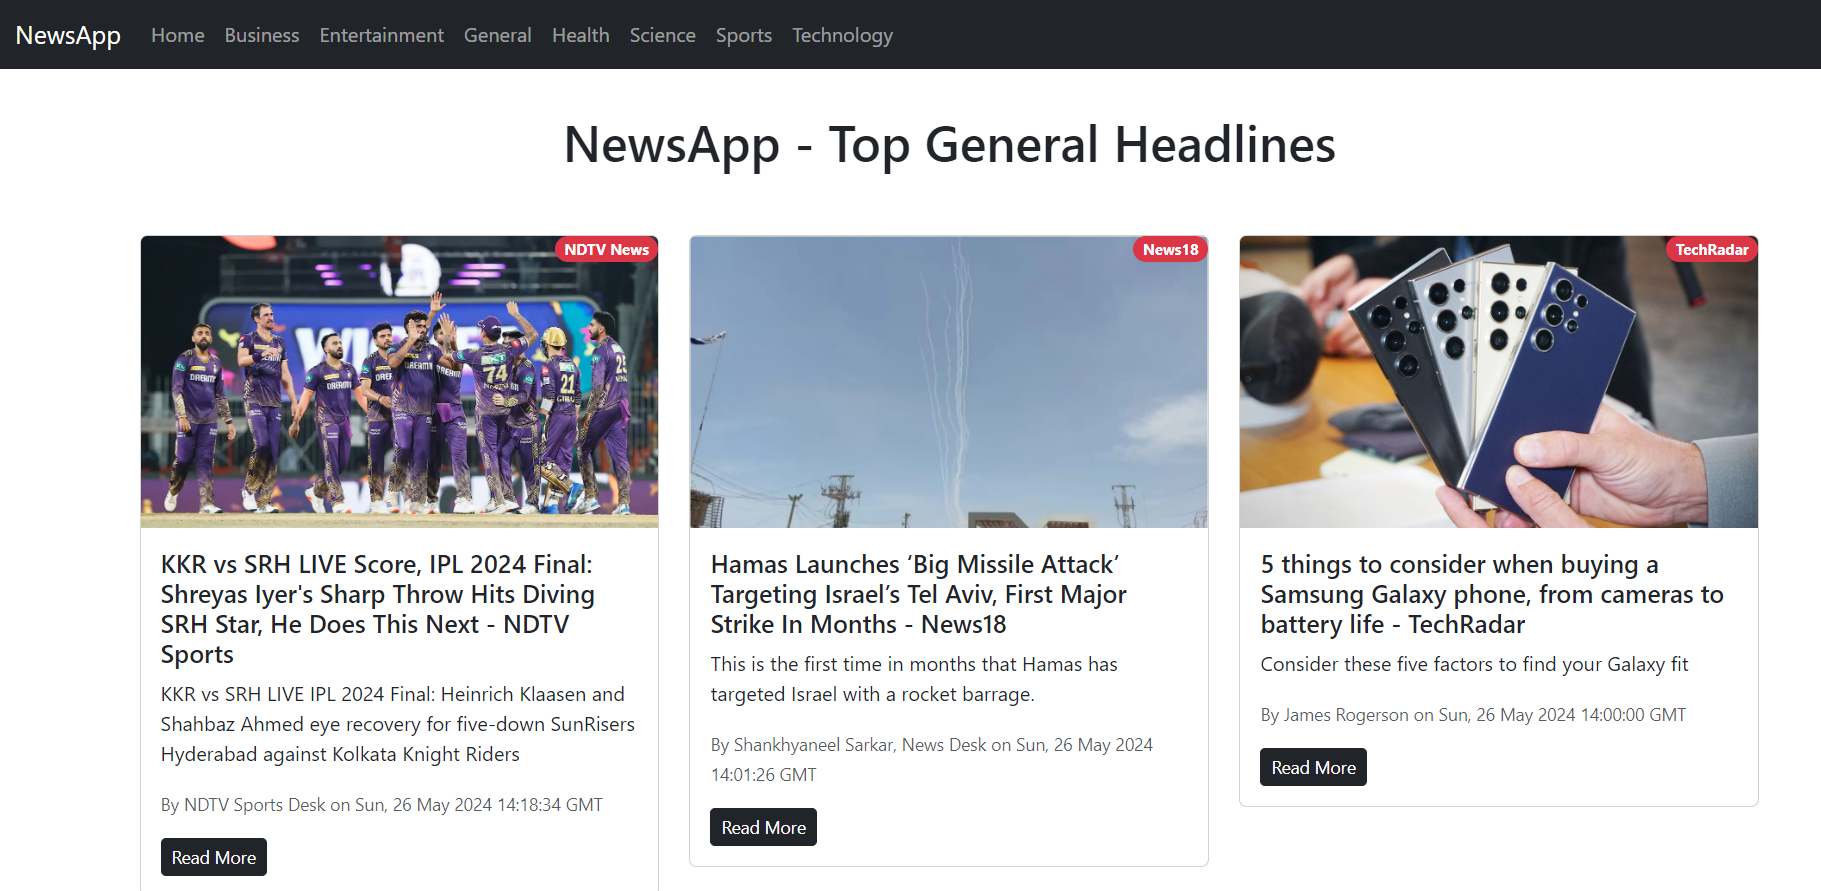 NewsApp Home Business Entertainment General Health Science Sports Technology
NewsApp - Top General Headlines
NDTV News
DREAM11
74
21
25
KKR vs SRH LIVE Score, IPL 2024 Final:
Shreyas Iyer's Sharp Throw Hits Diving
SRH Star, He Does This Next - NDTV
Sports
KKR vs SRH LIVE IPL 2024 Final: Heinrich Klaasen and
Shahbaz Ahmed eye recovery for five-down SunRisers
Hyderabad against Kolkata Knight Riders
By NDTV Sports Desk on Sun, 26 May 2024 14:18:34 GMT
Read More
News18
Hamas Launches ‘Big Missile Attack’
Targeting Israel’s Tel Aviv, First Major
Strike In Months - News18
This is the first time in months that Hamas has
targeted Israel with a rocket barrage.
By Shankhyaneel Sarkar, News Desk on Sun, 26 May 2024
14:01:26 GMT
Read More
TechRadar
5 things to consider when buying a
Samsung Galaxy phone, from cameras to
battery life - TechRadar
Consider these five factors to find your Galaxy fit
By James Rogerson on Sun, 26 May 2024 14:00:00 GMT
Read More